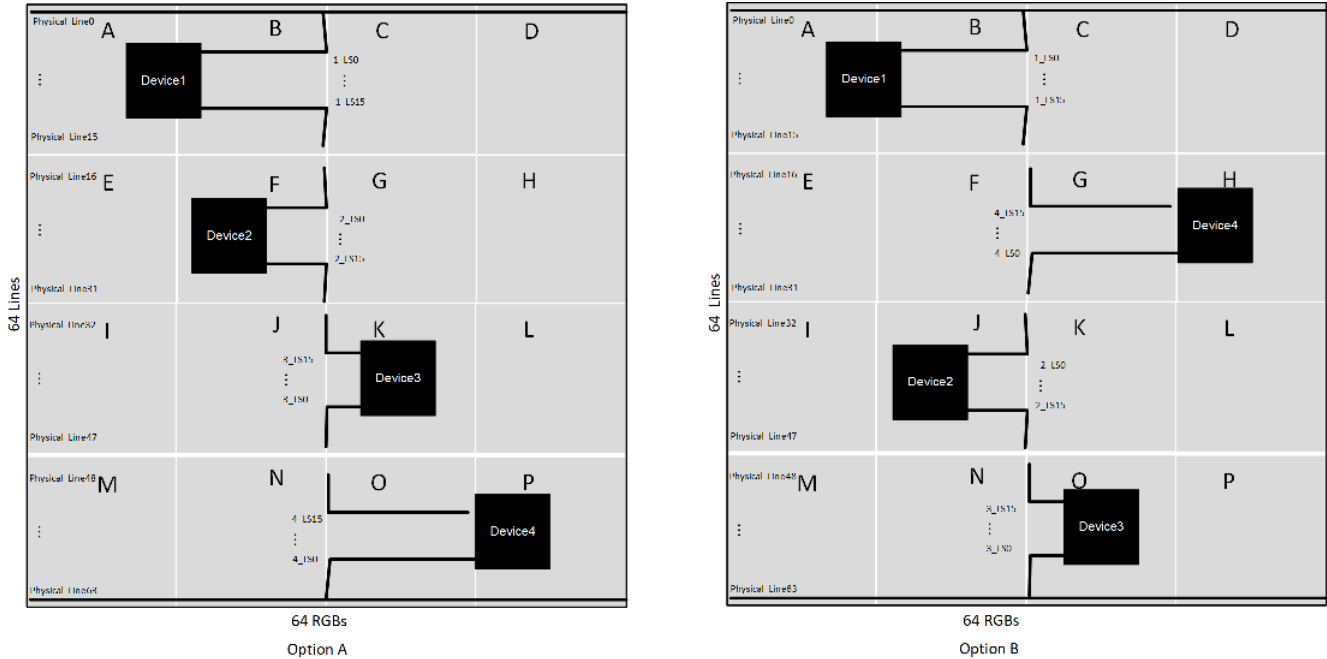 Physical Line0
A
B
C
D
Device1
1_LS0
1_LS15
Physical Line15
Physical Line16
E
F
G
H
Device2
2_LS0
2_LS15
Physical Line31
Physical Line32
I
J
K
L
3_LS15
Device3
3_LS0
Physical Line47
Physical Line48
M
N
O
P
4_LS15
Device4
4_LS0
Physical Line63
64 Lines
64 RGBs
Option A
Physical Line0
A
B
C
D
Device1
1_LS0
1_LS15
Physical Line15
Physical Line16
E
F
G
H
4_LS15
Device4
4_LS0
Physical Line31
Physical Line32
I
J
K
L
Device2
2_LS0
2_LS15
Physical Line47
Physical Line48
M
N
O
P
3_LS15
Device3
3_LS0
Physical Line63
64 Lines
64 RGBs
Option B